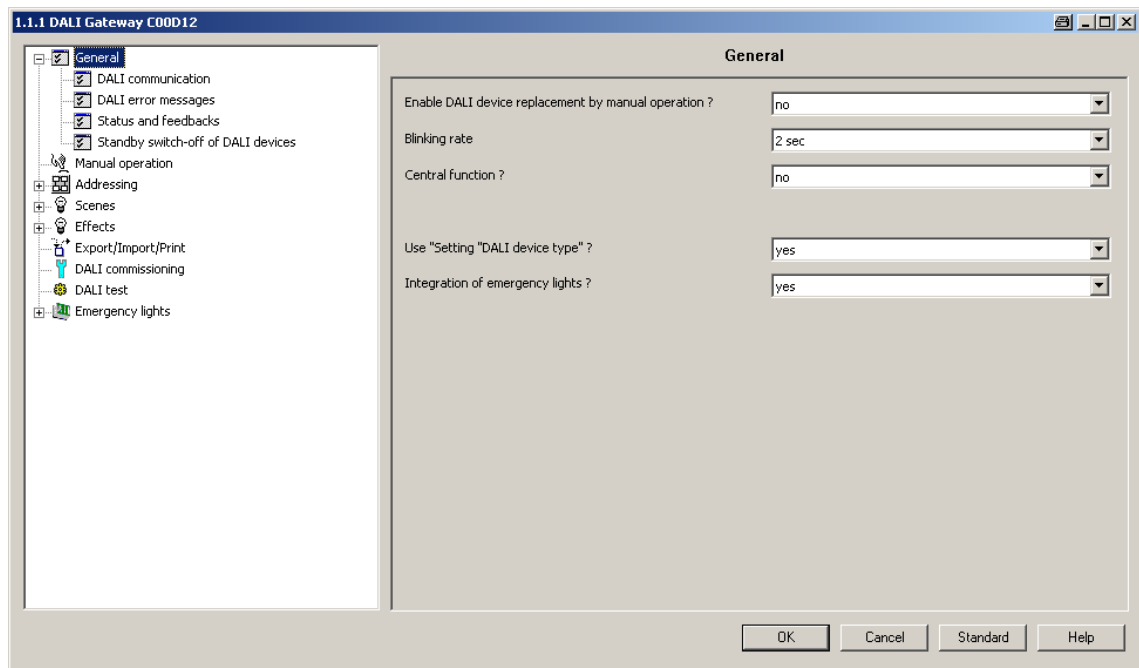 1.1.1 DALI Gateway C00D12
General
DALI communication
DALI error messages
Status and feedbacks
Standby switch-off of DALI devices
Manual operation
Addressing
Scenes
Effects
Export/Import/Print
DALI commissioning
DALI test
Emergency lights
General
Enable DALI device replacement by manual operation ? no
Blinking rate 2 sec
Central function ? no
Use "Setting "DALI device type" ? yes
Integration of emergency lights ? yes
OK Cancel Standard Help